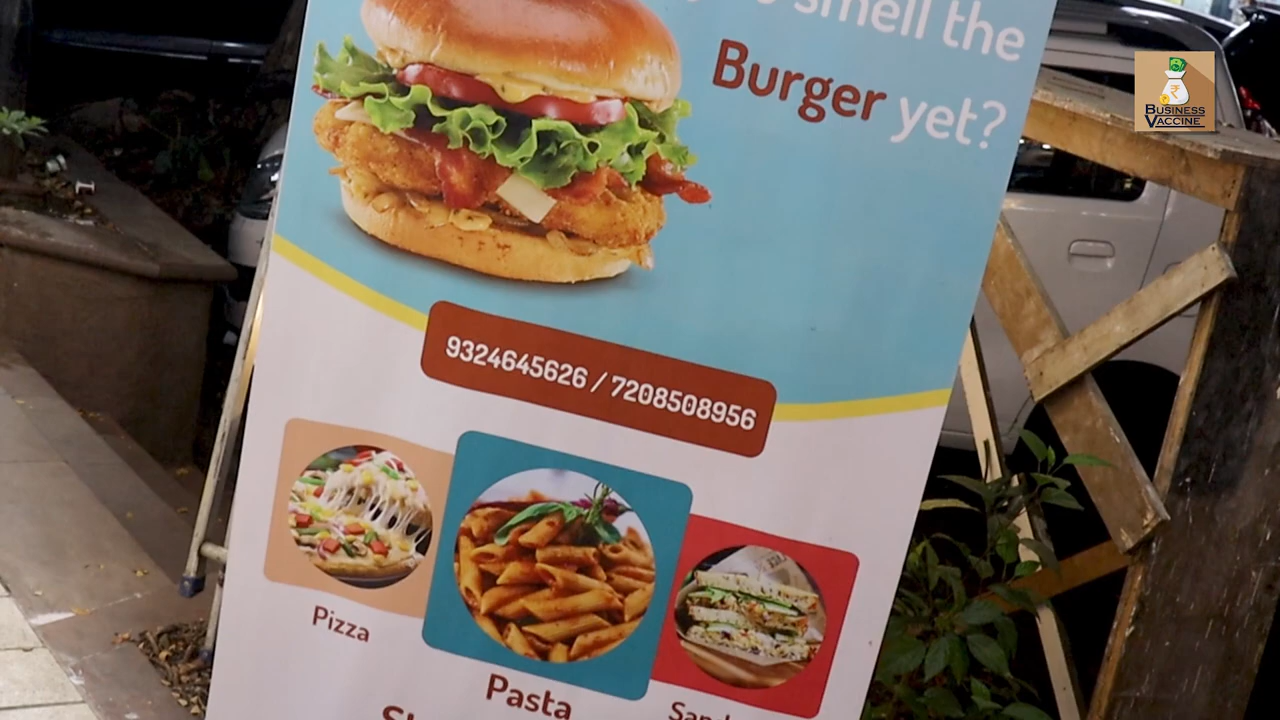 smell the
Burger yet?
BUSINESS
VACCINE
9324645626 / 7208508956
Pizza
Pasta